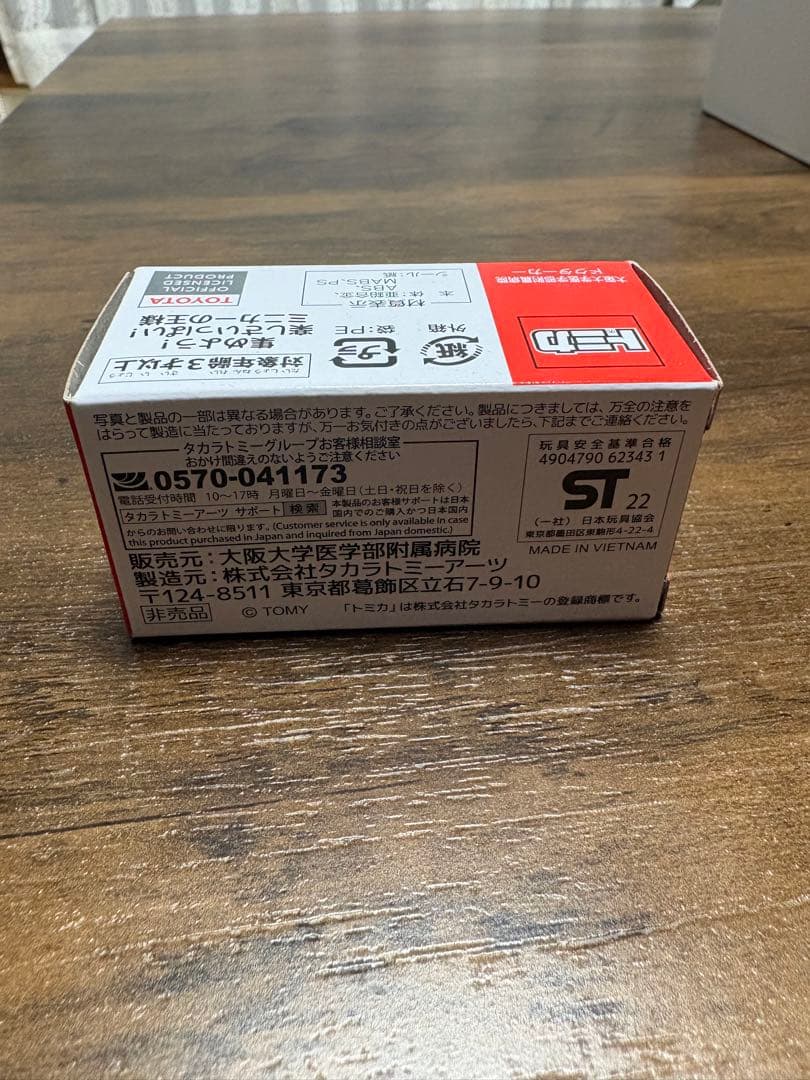 大阪大学医学部附属病院
ドクターカー
トミカ
材質表示
本体:亜鉛合金、
ABS、
MABS、PS
シール:紙
TOYOTA
OFFICIAL
LICENSED
PRODUCT
外箱
紙
袋:PE
プラ
集めよう!
楽しさいっぱい!
ミニカーの王様
たいしょうねんれい さい い じょう
対象年齢3才以上
写真と製品の一部は異なる場合があります。ご了承ください。製品につきましては、万全の注意を
はらって製造に当たっておりますが、万一お気付きの点がございましたら、下記までご連絡ください。
タカラトミーグループお客様相談室
おかけ間違えのないようご注意ください
0570-041173
電話受付時間 10〜17時 月曜日〜金曜日(土日・祝日を除く)
タカラトミーアーツ サポート 検索 本製品のお客様サポートは日本
国内でのご購入かつ日本国内
からのお問い合わせに限ります。(Customer service is only available in case
this product purchased in Japan and inquired from Japan domestic.)
玩具安全基準合格
4904790 62343 1
ST 22
(一社) 日本玩具協会
東京都墨田区東駒形4-22-4
MADE IN VIETNAM
販売元:大阪大学医学部附属病院
製造元:株式会社タカラトミーアーツ
〒124-8511 東京都葛飾区立石7-9-10
非売品 © TOMY 「トミカ」は株式会社タカラトミーの登録商標です。